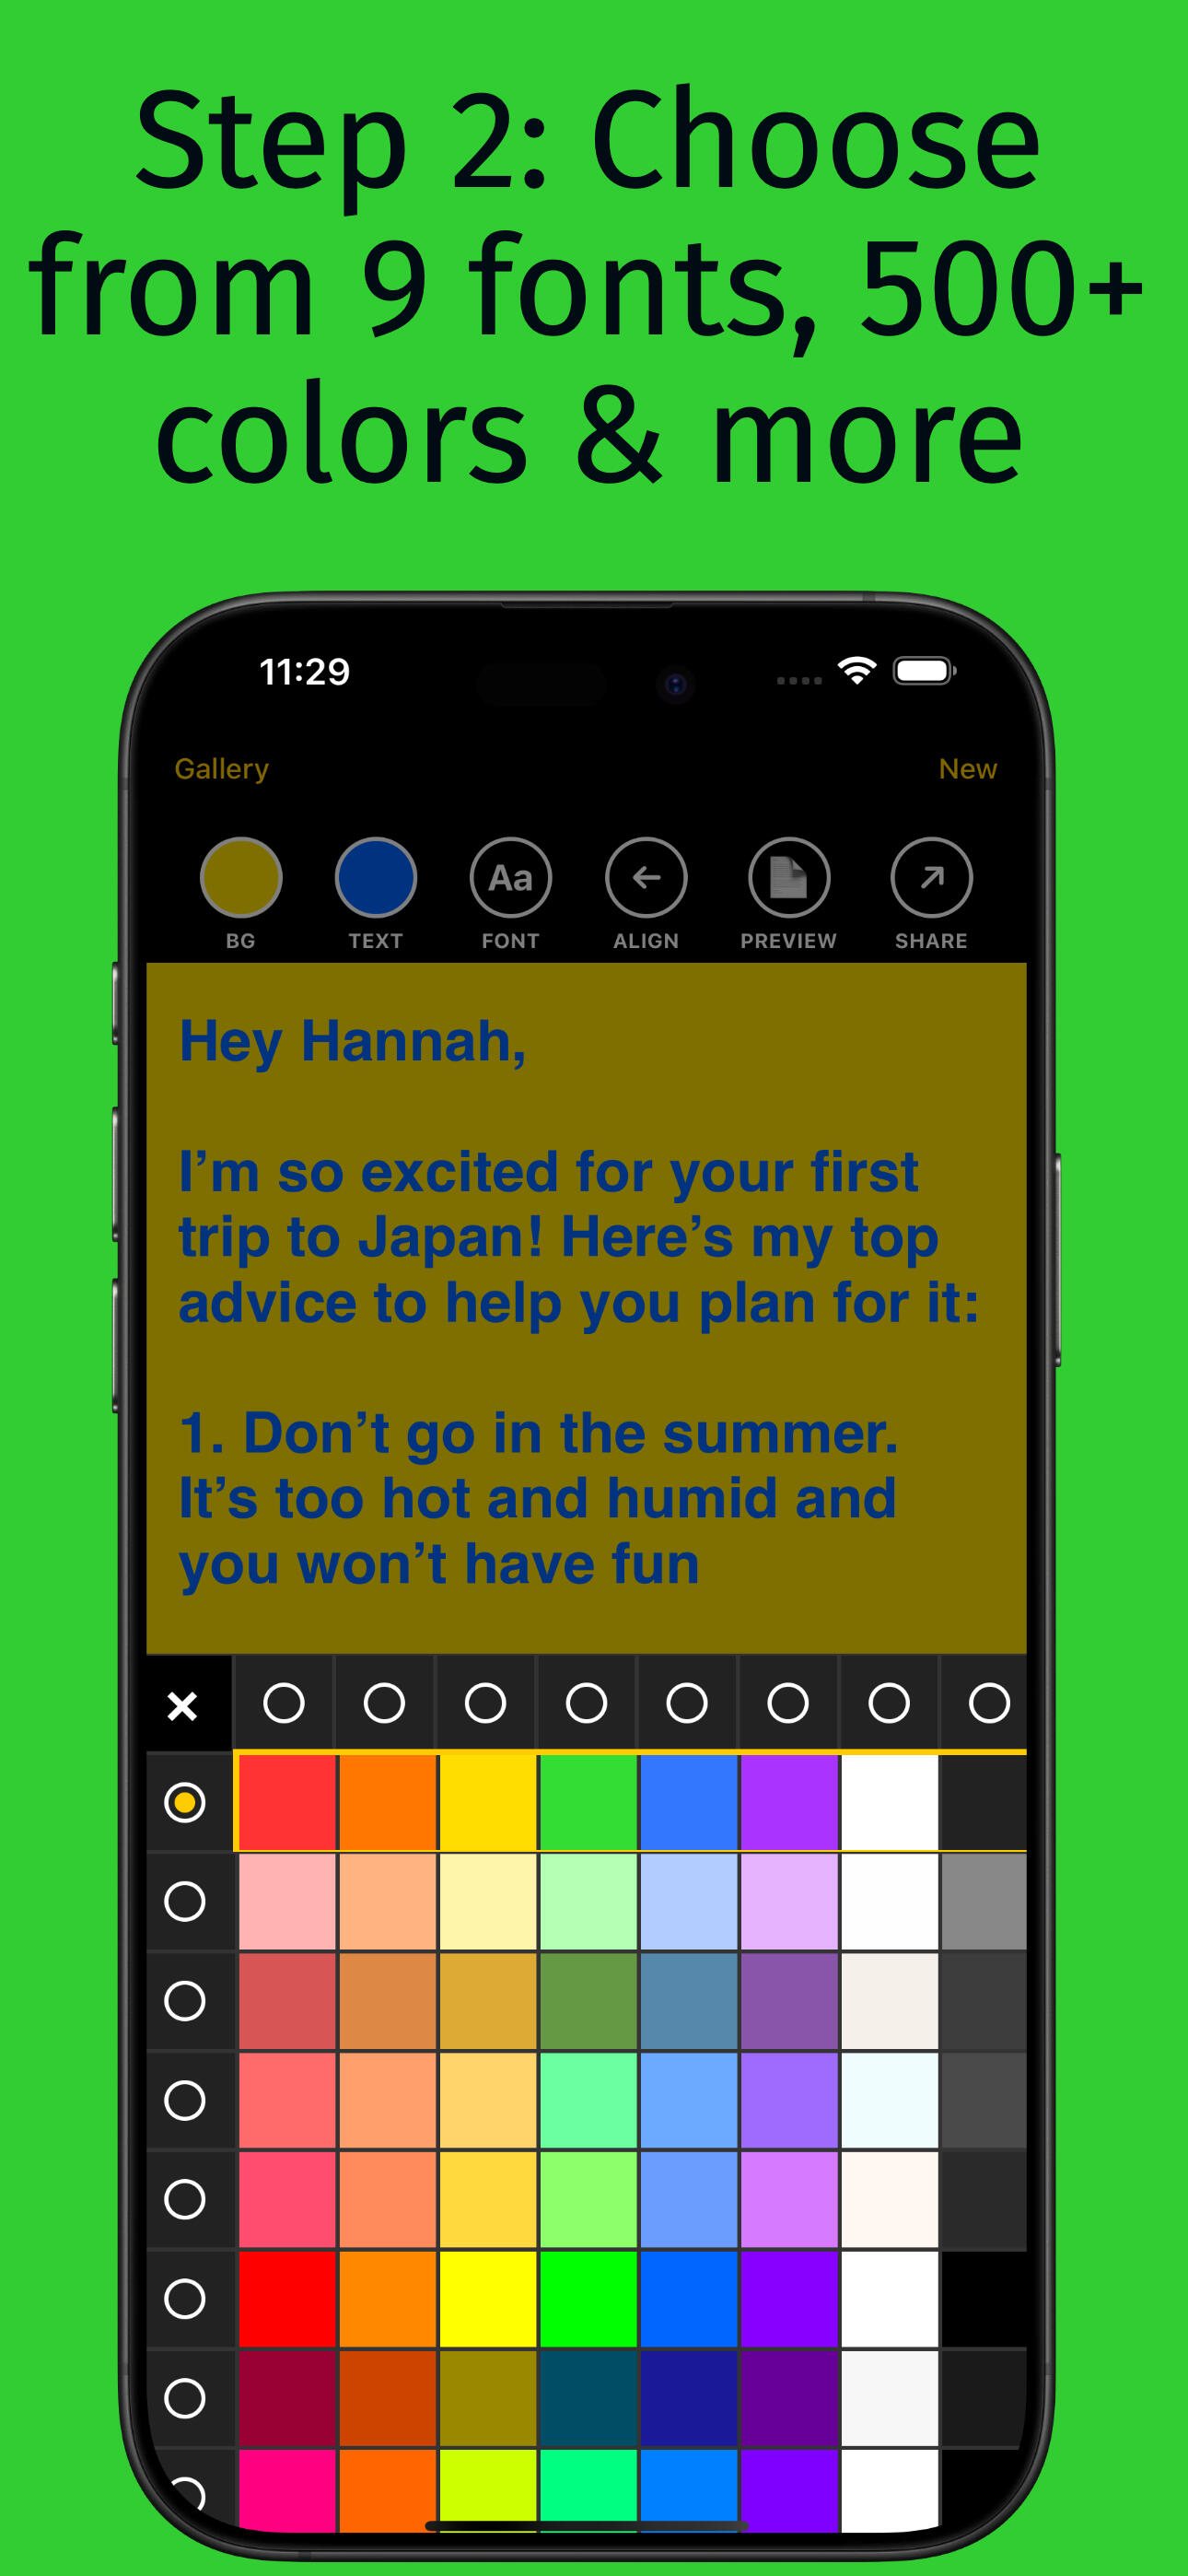 Step 2: Choose
from 9 fonts, 500+
colors & more
11:29
Gallery
New
Aa
BG
TEXT
FONT
ALIGN
PREVIEW
SHARE
Hey Hannah,
I’m so excited for your first
trip to Japan! Here’s my top
advice to help you plan for it:
1. Don’t go in the summer.
It’s too hot and humid and
you won’t have fun